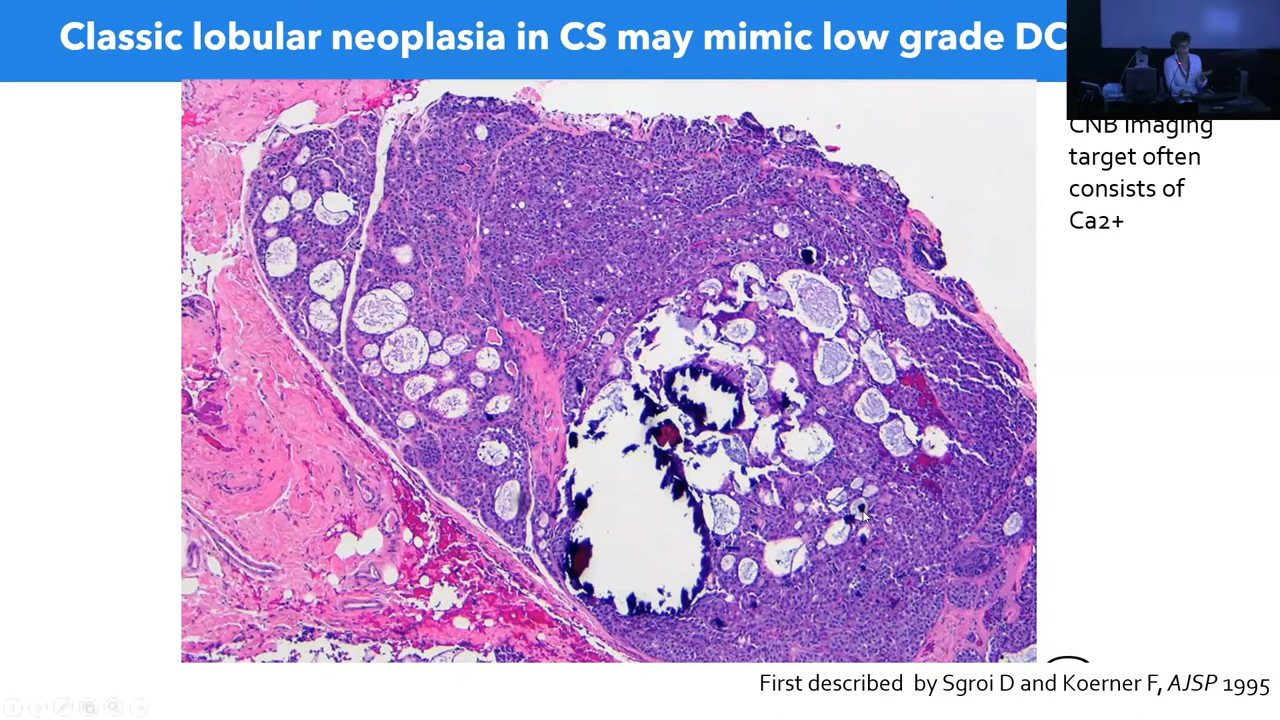 Classic lobular neoplasia in CS may mimic low grade DC
CNB imaging
target often
consists of
Ca2+
First described by Sgroi D and Koerner F, AJSP 1995